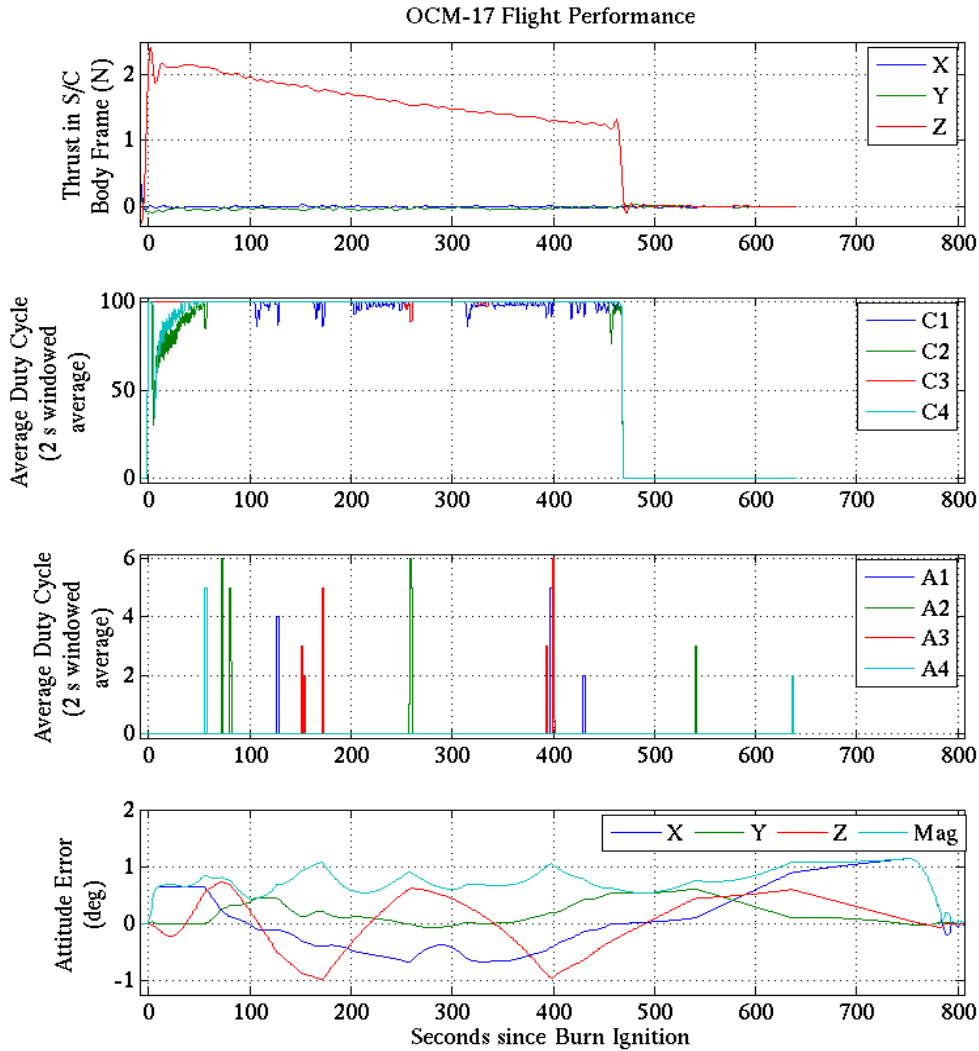 OCM-17 Flight Performance
Thrust in S/C
Body Frame (N)
2
1
0
X
Y
Z
0 100 200 300 400 500 600 700 800
Average Duty Cycle
(2 s windowed
average)
100
50
0
C1
C2
C3
C4
0 100 200 300 400 500 600 700 800
Average Duty Cycle
(2 s windowed
average)
6
4
2
0
A1
A2
A3
A4
0 100 200 300 400 500 600 700 800
Attitude Error
(deg)
2
1
0
-1
X Y Z Mag
0 100 200 300 400 500 600 700 800
Seconds since Burn Ignition